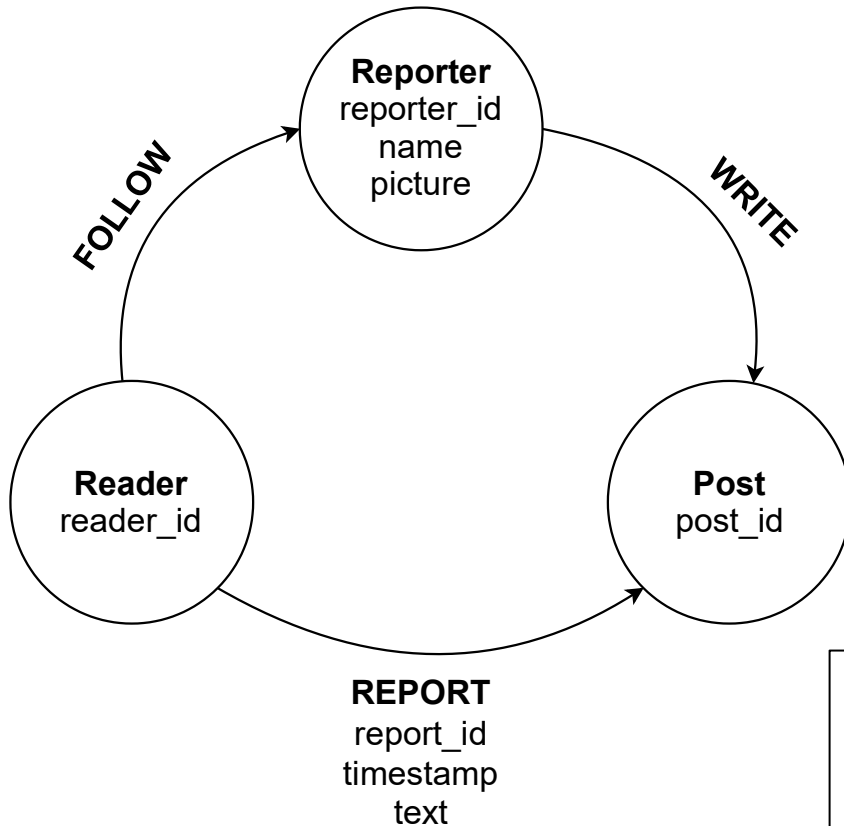 Reporter
reporter_id
name
picture
FOLLOW
WRITE
Reader
reader_id
Post
post_id
REPORT
report_id
timestamp
text